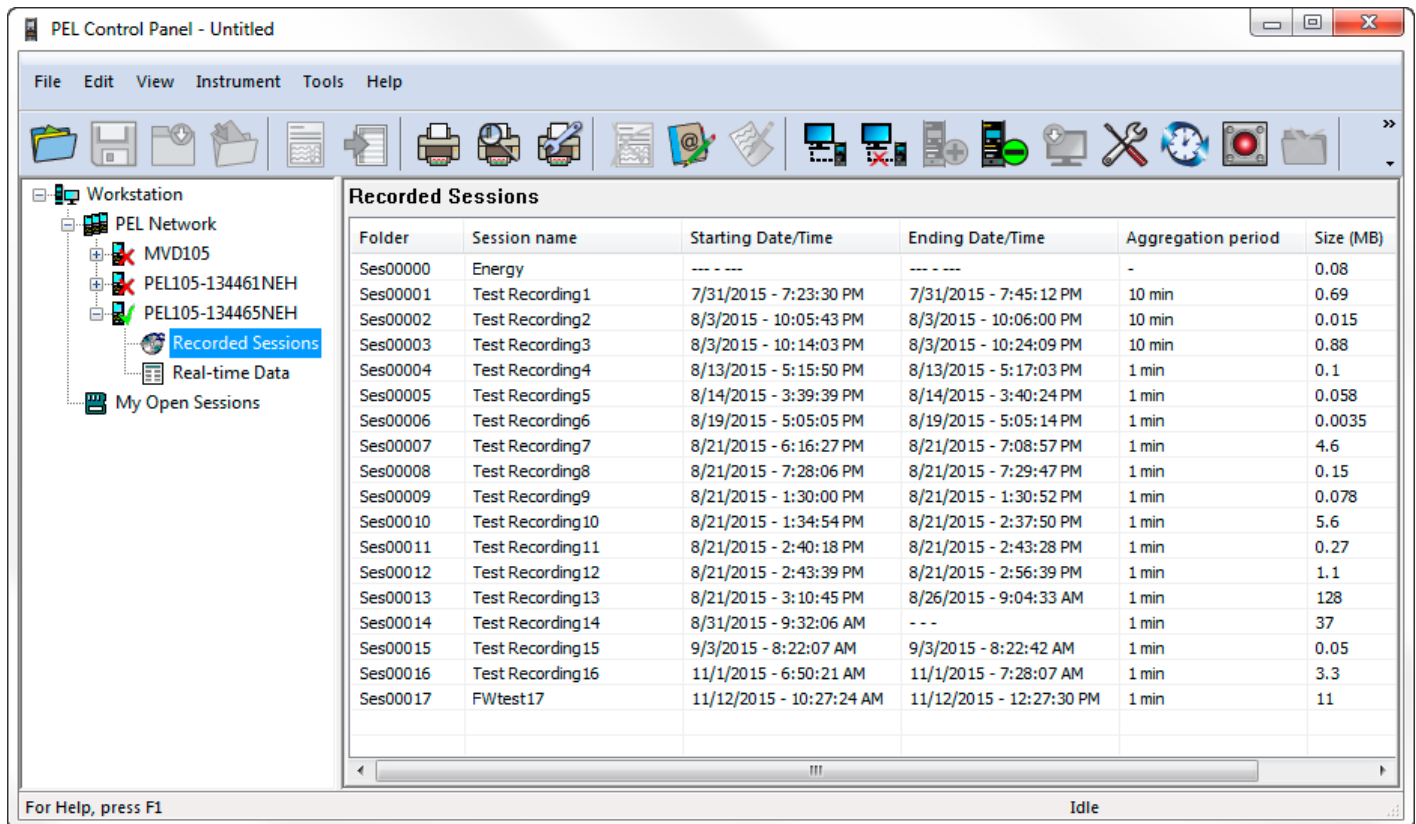 PEL Control Panel - Untitled
File Edit View Instrument Tools Help
Workstation
PEL Network
MVD105
PEL105-134461NEH
PEL105-134465NEH
Recorded Sessions
Real-time Data
My Open Sessions
Recorded Sessions
Folder Session name Starting Date/Time Ending Date/Time Aggregation period Size (MB)
Ses00000 Energy --- - --- --- - --- - 0.08
Ses00001 Test Recording1 7/31/2015 - 7:23:30 PM 7/31/2015 - 7:45:12 PM 10 min 0.69
Ses00002 Test Recording2 8/3/2015 - 10:05:43 PM 8/3/2015 - 10:06:00 PM 10 min 0.015
Ses00003 Test Recording3 8/3/2015 - 10:14:03 PM 8/3/2015 - 10:24:09 PM 10 min 0.88
Ses00004 Test Recording4 8/13/2015 - 5:15:50 PM 8/13/2015 - 5:17:03 PM 1 min 0.1
Ses00005 Test Recording5 8/14/2015 - 3:39:39 PM 8/14/2015 - 3:40:24 PM 1 min 0.058
Ses00006 Test Recording6 8/19/2015 - 5:05:05 PM 8/19/2015 - 5:05:14 PM 1 min 0.0035
Ses00007 Test Recording7 8/21/2015 - 6:16:27 PM 8/21/2015 - 7:08:57 PM 1 min 4.6
Ses00008 Test Recording8 8/21/2015 - 7:28:06 PM 8/21/2015 - 7:29:47 PM 1 min 0.15
Ses00009 Test Recording9 8/21/2015 - 1:30:00 PM 8/21/2015 - 1:30:52 PM 1 min 0.078
Ses00010 Test Recording10 8/21/2015 - 1:34:54 PM 8/21/2015 - 2:37:50 PM 1 min 5.6
Ses00011 Test Recording11 8/21/2015 - 2:40:18 PM 8/21/2015 - 2:43:28 PM 1 min 0.27
Ses00012 Test Recording12 8/21/2015 - 2:43:39 PM 8/21/2015 - 2:56:39 PM 1 min 1.1
Ses00013 Test Recording13 8/21/2015 - 3:10:45 PM 8/26/2015 - 9:04:33 AM 1 min 128
Ses00014 Test Recording14 8/31/2015 - 9:32:06 AM - - - 1 min 37
Ses00015 Test Recording15 9/3/2015 - 8:22:07 AM 9/3/2015 - 8:22:42 AM 1 min 0.05
Ses00016 Test Recording16 11/1/2015 - 6:50:21 AM 11/1/2015 - 7:28:07 AM 1 min 3.3
Ses00017 FWtest17 11/12/2015 - 10:27:24 AM 11/12/2015 - 12:27:30 PM 1 min 11
For Help, press F1 Idle